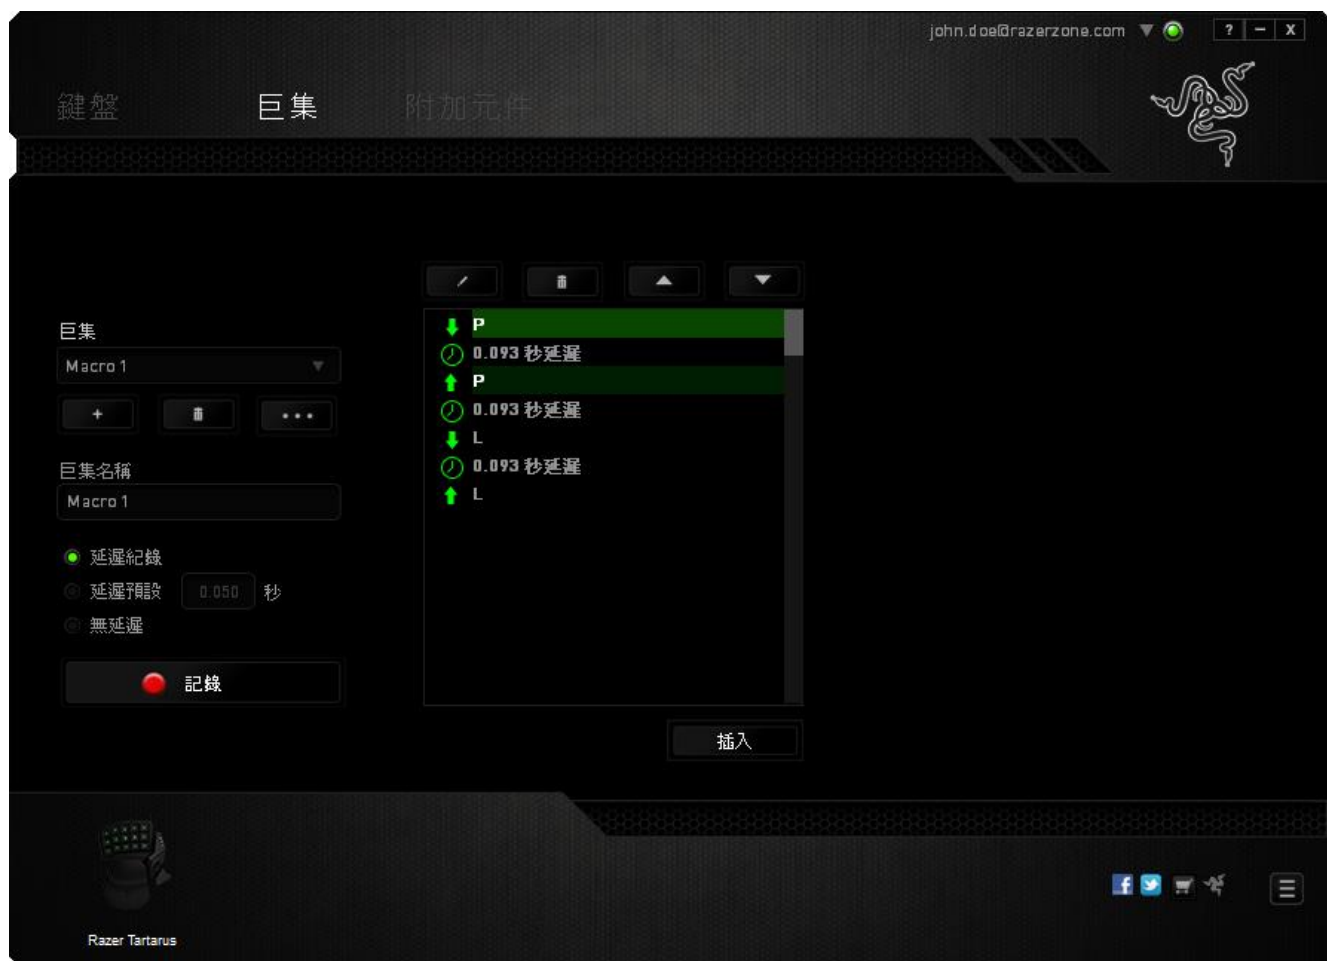 john.doe@razerzone.com ? – X
鍵盤 巨集 附加元件
巨集
Macro 1
+
巨集名稱
Macro 1
延遲紀錄
延遲預設 0.050 秒
無延遲
記錄
P
0.093 秒延遲
P
0.093 秒延遲
L
0.093 秒延遲
L
插入
Razer Tartarus